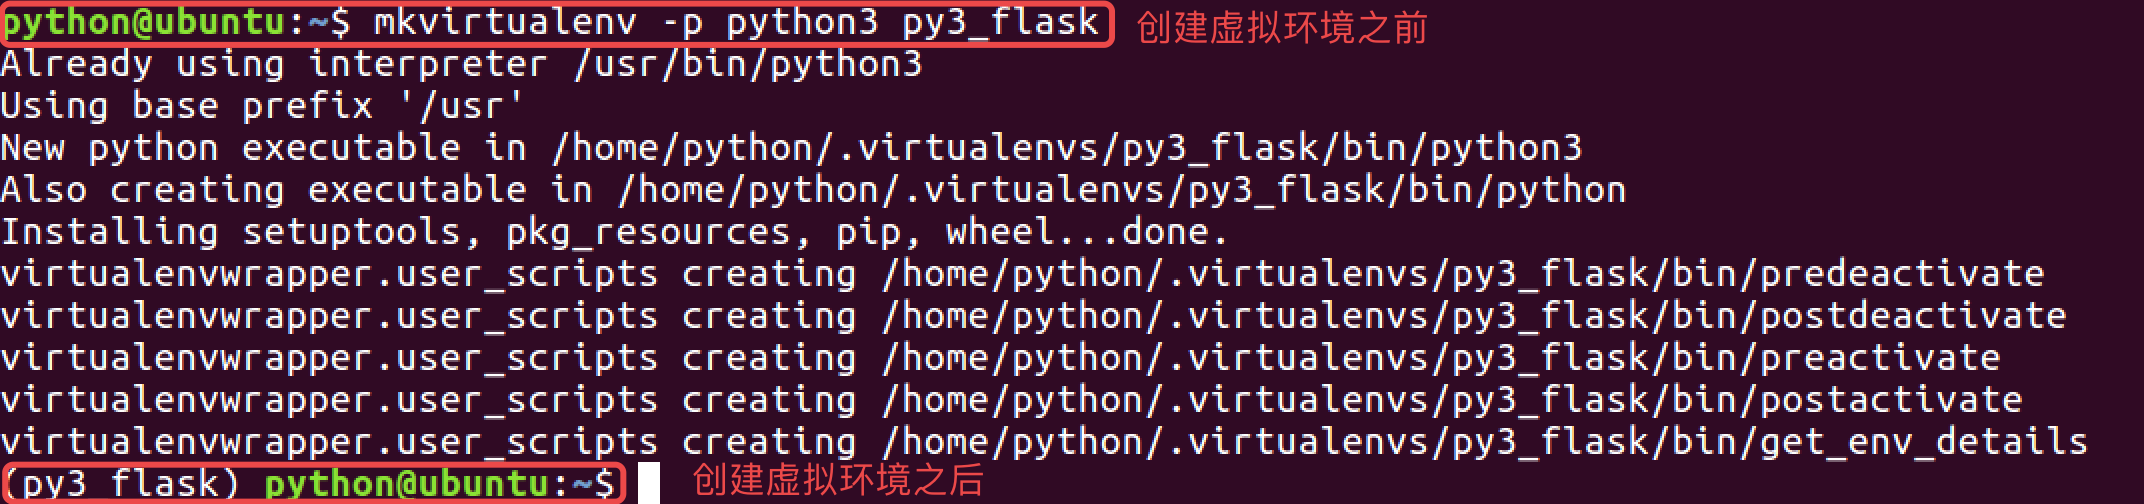 python@ubuntu:~$ mkvirtualenv -p python3 py3_flask 创建虚拟环境之前
Already using interpreter /usr/bin/python3
Using base prefix '/usr'
New python executable in /home/python/.virtualenvs/py3_flask/bin/python3
Also creating executable in /home/python/.virtualenvs/py3_flask/bin/python
Installing setuptools, pkg_resources, pip, wheel...done.
virtualenvwrapper.user_scripts creating /home/python/.virtualenvs/py3_flask/bin/predeactivate
virtualenvwrapper.user_scripts creating /home/python/.virtualenvs/py3_flask/bin/postdeactivate
virtualenvwrapper.user_scripts creating /home/python/.virtualenvs/py3_flask/bin/preactivate
virtualenvwrapper.user_scripts creating /home/python/.virtualenvs/py3_flask/bin/postactivate
virtualenvwrapper.user_scripts creating /home/python/.virtualenvs/py3_flask/bin/get_env_details
(py3_flask) python@ubuntu:~$ 创建虚拟环境之后